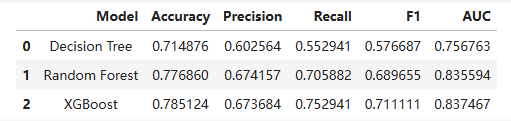 Model Accuracy Precision Recall F1 AUC
0 Decision Tree 0.714876 0.602564 0.552941 0.576687 0.756763
1 Random Forest 0.776860 0.674157 0.705882 0.689655 0.835594
2 XGBoost 0.785124 0.673684 0.752941 0.711111 0.837467